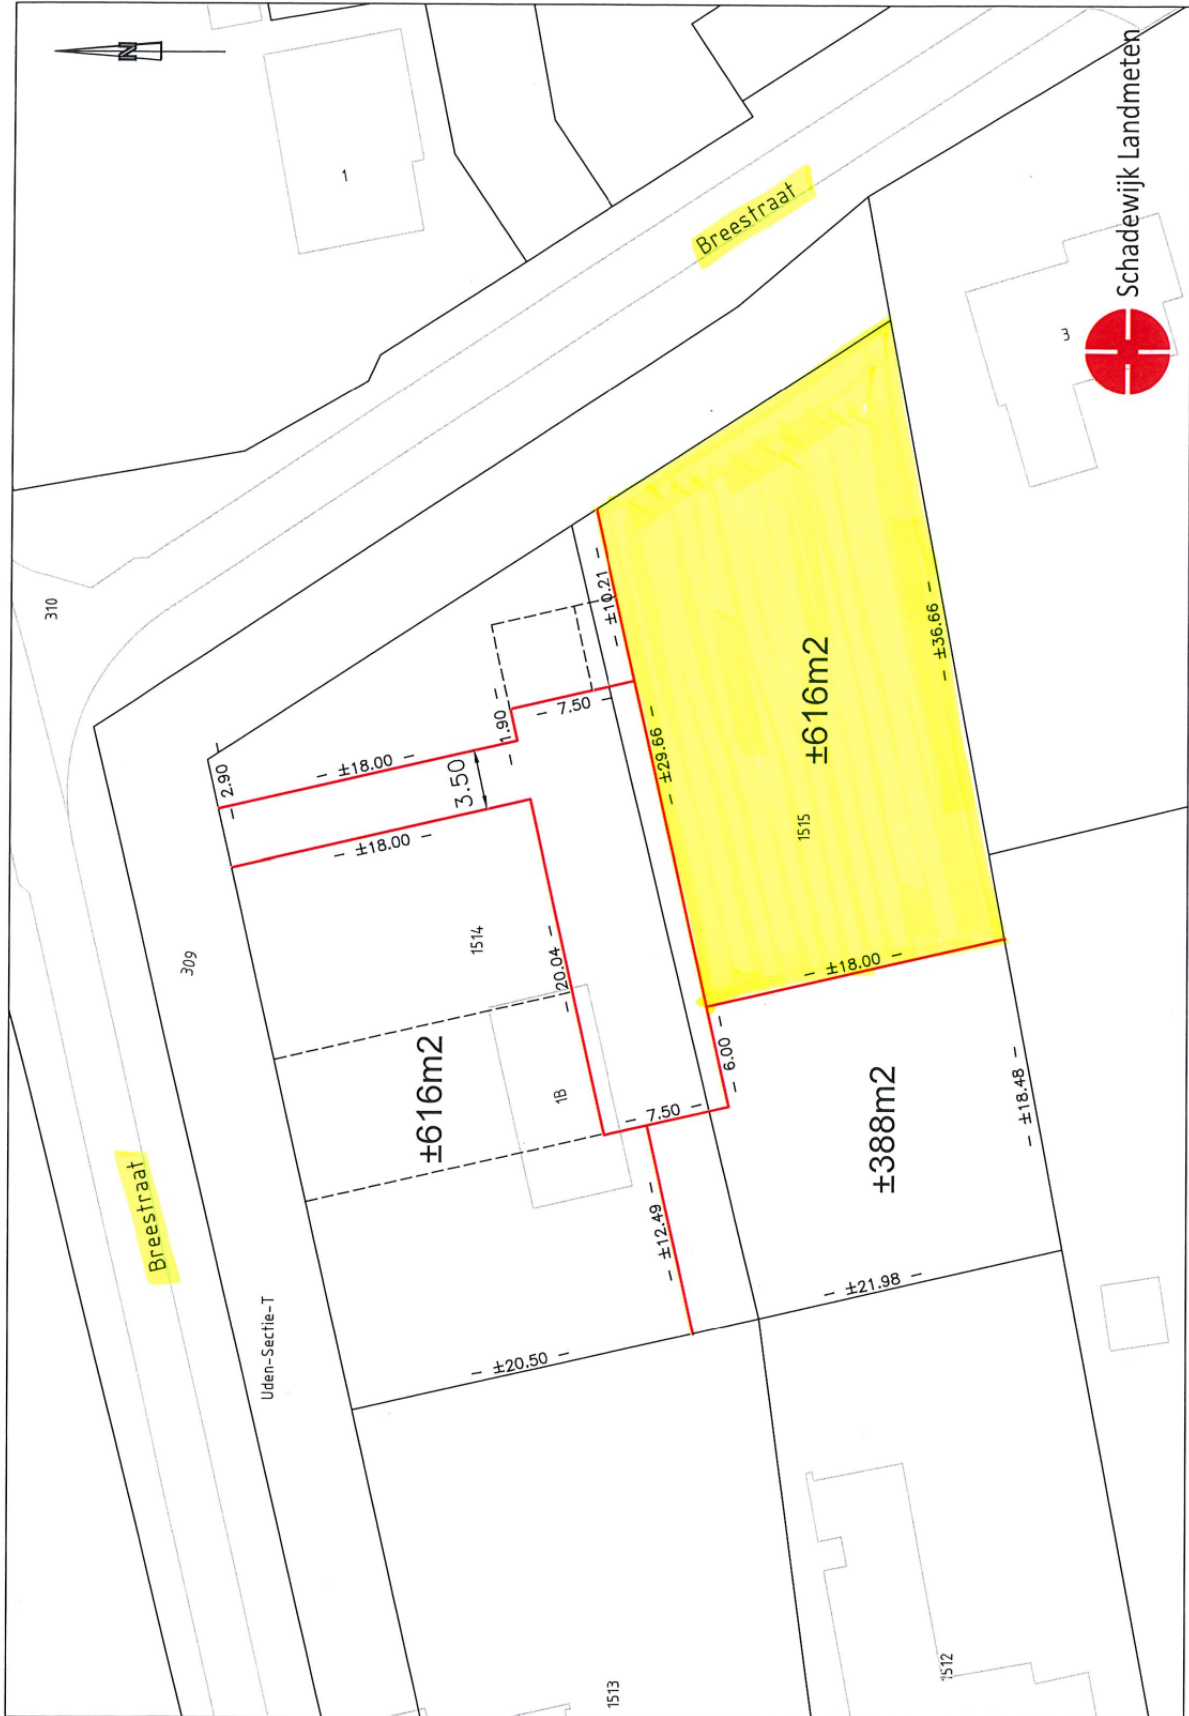 N
1
Breestraat
Schadewijk Landmeten
3
310
2.90
±18.00
1.90
7.50
±10.21
3.50
±18.00
±29.66
±616m2
±36.66
1515
309
1514
20.04
±18.00
±616m2
1B
7.50
6.00
±388m2
±18.48
Breestraat
±12.49
±21.98
Uden-Sectie-T
±20.50
1513
1512